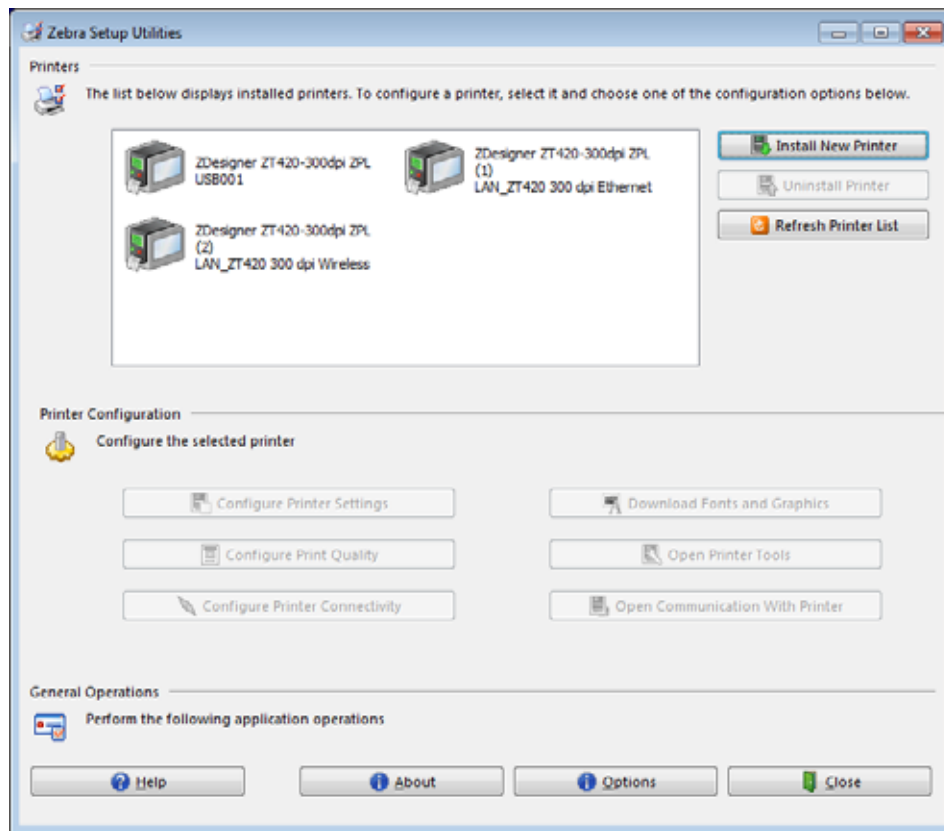 Zebra Setup Utilities
Printers
The list below displays installed printers. To configure a printer, select it and choose one of the configuration options below.
ZDesigner ZT420-300dpi ZPL
USB001
ZDesigner ZT420-300dpi ZPL
(1)
LAN_ZT420 300 dpi Ethernet
ZDesigner ZT420-300dpi ZPL
(2)
LAN_ZT420 300 dpi Wireless
Install New Printer
Uninstall Printer
Refresh Printer List
Printer Configuration
Configure the selected printer
Configure Printer Settings
Download Fonts and Graphics
Configure Print Quality
Open Printer Tools
Configure Printer Connectivity
Open Communication With Printer
General Operations
Perform the following application operations
Help
About
Options
Close